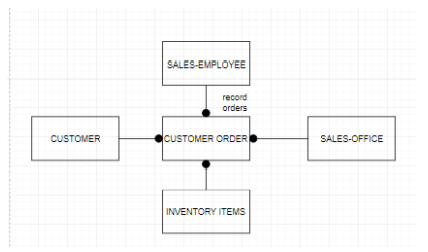 SALES-EMPLOYEE
record
orders
CUSTOMER
CUSTOMER ORDER
SALES-OFFICE
INVENTORY ITEMS